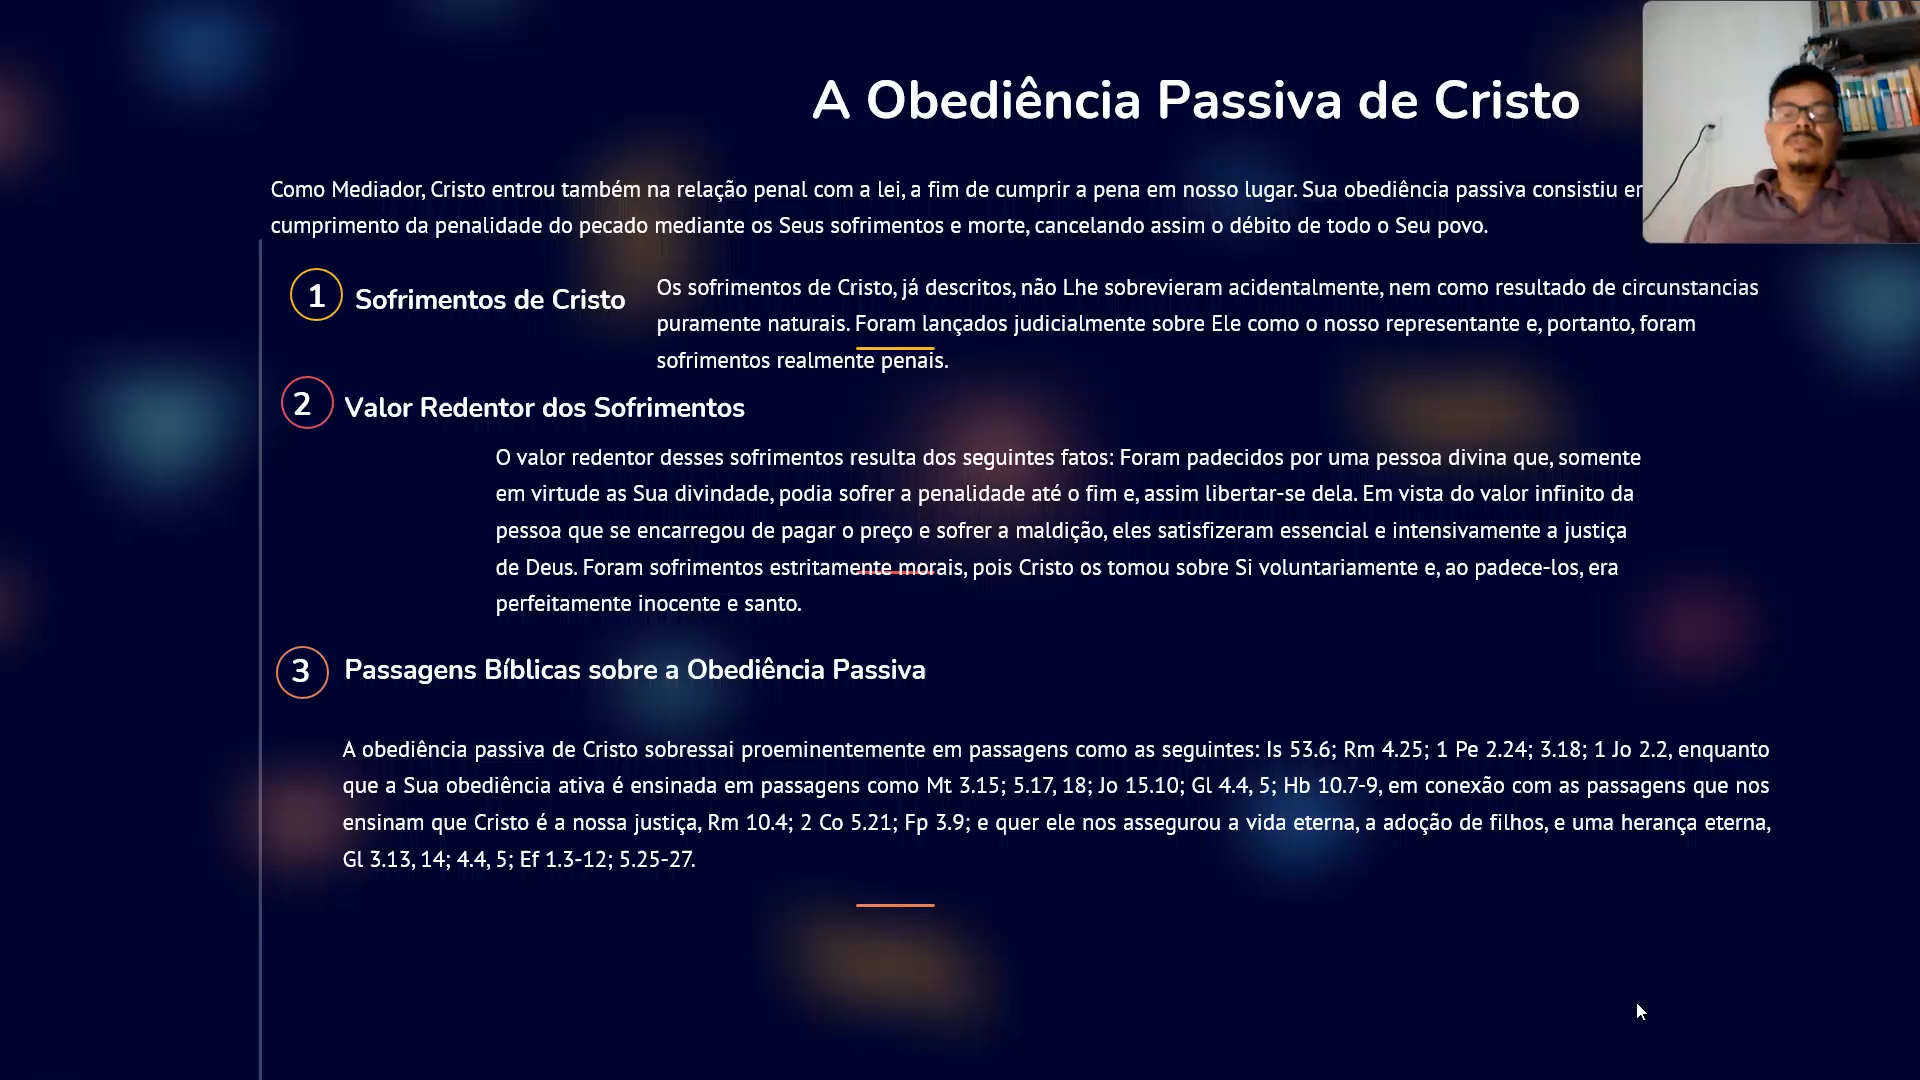 A Obediência Passiva de Cristo
Como Mediador, Cristo entrou também na relação penal com a lei, a fim de cumprir a pena em nosso lugar. Sua obediência passiva consistiu
cumprimento da penalidade do pecado mediante os Seus sofrimentos e morte, cancelando assim o débito de todo o Seu povo.
1 Sofrimentos de Cristo
Os sofrimentos de Cristo, já descritos, não Lhe sobrevieram acidentalmente, nem como resultado de circunstancias
puramente naturais. Foram lançados judicialmente sobre Ele como o nosso representante e, portanto, foram
sofrimentos realmente penais.
2 Valor Redentor dos Sofrimentos
O valor redentor desses sofrimentos resulta dos seguintes fatos: Foram padecidos por uma pessoa divina que, somente
em virtude as Sua divindade, podia sofrer a penalidade até o fim e, assim libertar-se dela. Em vista do valor infinito da
pessoa que se encarregou de pagar o preço e sofrer a maldição, eles satisfizeram essencial e intensivamente a justiça
de Deus. Foram sofrimentos estritamente morais, pois Cristo os tomou sobre Si voluntariamente e, ao padece-los, era
perfeitamente inocente e santo.
3 Passagens Bíblicas sobre a Obediência Passiva
A obediência passiva de Cristo sobressai proeminentemente em passagens como as seguintes: Is 53.6; Rm 4.25; 1 Pe 2.24; 3.18; 1 Jo 2.2, enquanto
que a Sua obediência ativa é ensinada em passagens como Mt 3.15; 5.17, 18; Jo 15.10; Gl 4.4, 5; Hb 10.7-9, em conexão com as passagens que nos
ensinam que Cristo é a nossa justiça, Rm 10.4; 2 Co 5.21; Fp 3.9; e quer ele nos assegurou a vida eterna, a adoção de filhos, e uma herança eterna,
Gl 3.13, 14; 4.4, 5; Ef 1.3-12; 5.25-27.